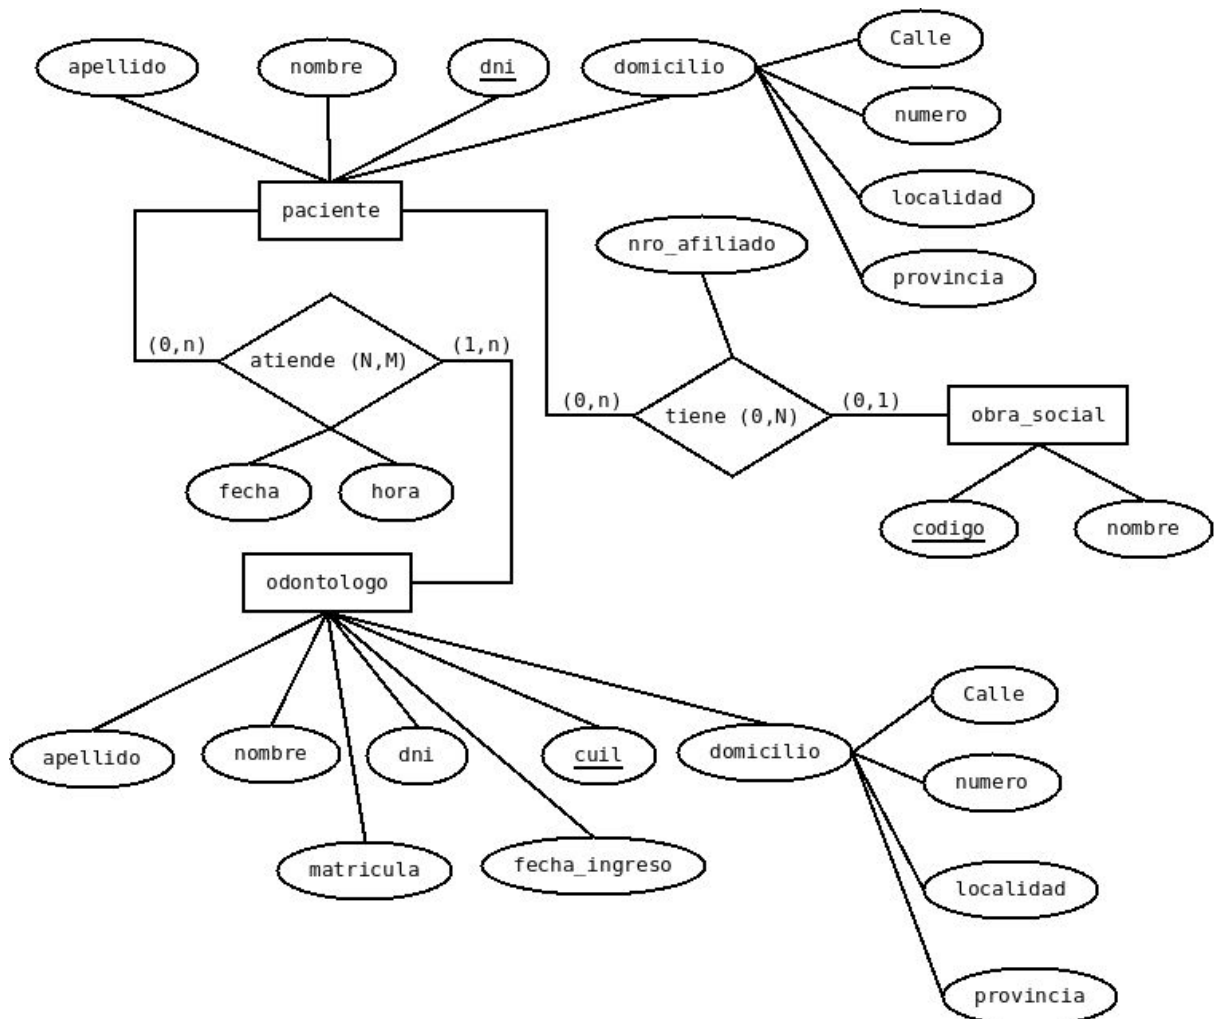 Calle
apellido
nombre
dni
domicilio
numero
localidad
paciente
nro_afiliado
provincia
(0,n)
atiende (N,M)
(1,n)
(0,n)
tiene (0,N)
(0,1)
obra_social
fecha
hora
codigo
nombre
odontologo
Calle
apellido
nombre
dni
cuil
domicilio
numero
matricula
fecha_ingreso
localidad
provincia